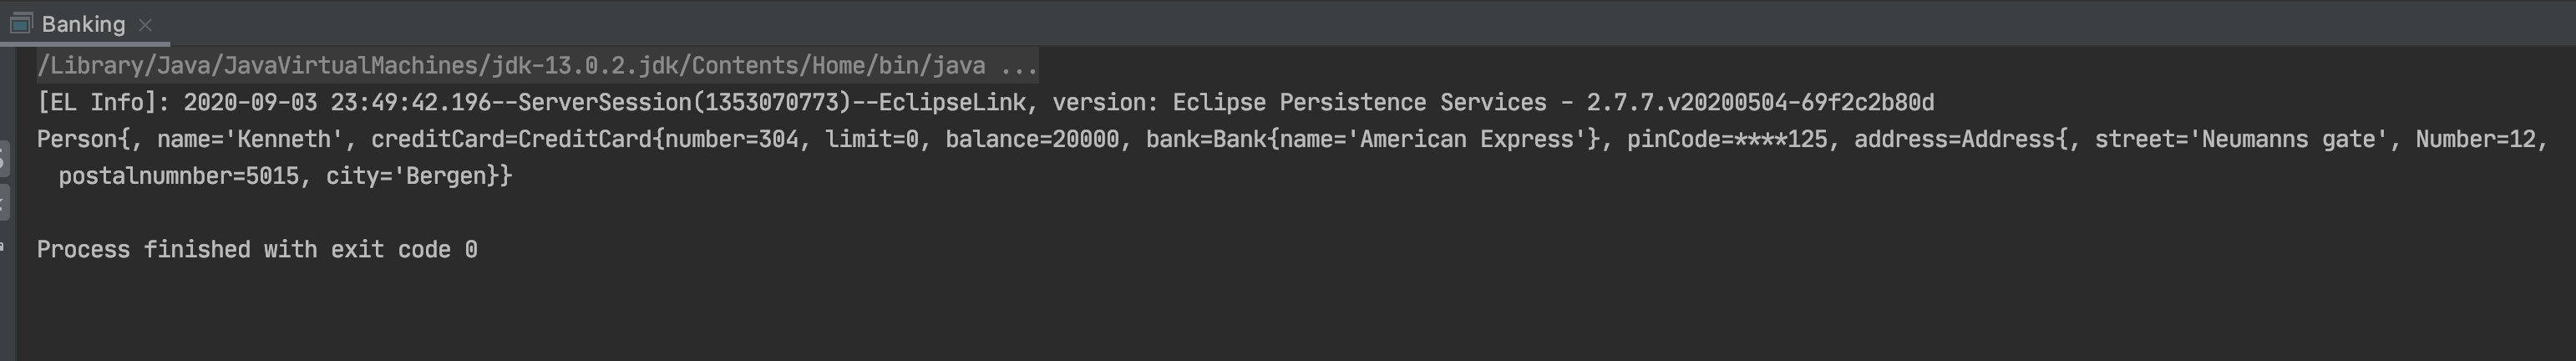 Banking
/Library/Java/JavaVirtualMachines/jdk-13.0.2.jdk/Contents/Home/bin/java ...
[EL Info]: 2020-09-03 23:49:42.196--ServerSession(1353070773)--EclipseLink, version: Eclipse Persistence Services - 2.7.7.v20200504-69f2c2b80d
Person{, name='Kenneth', creditCard=CreditCard{number=304, limit=0, balance=20000, bank=Bank{name='American Express'}, pinCode=****125, address=Address{, street='Neumanns gate', Number=12,
postalnumnber=5015, city='Bergen}}
Process finished with exit code 0